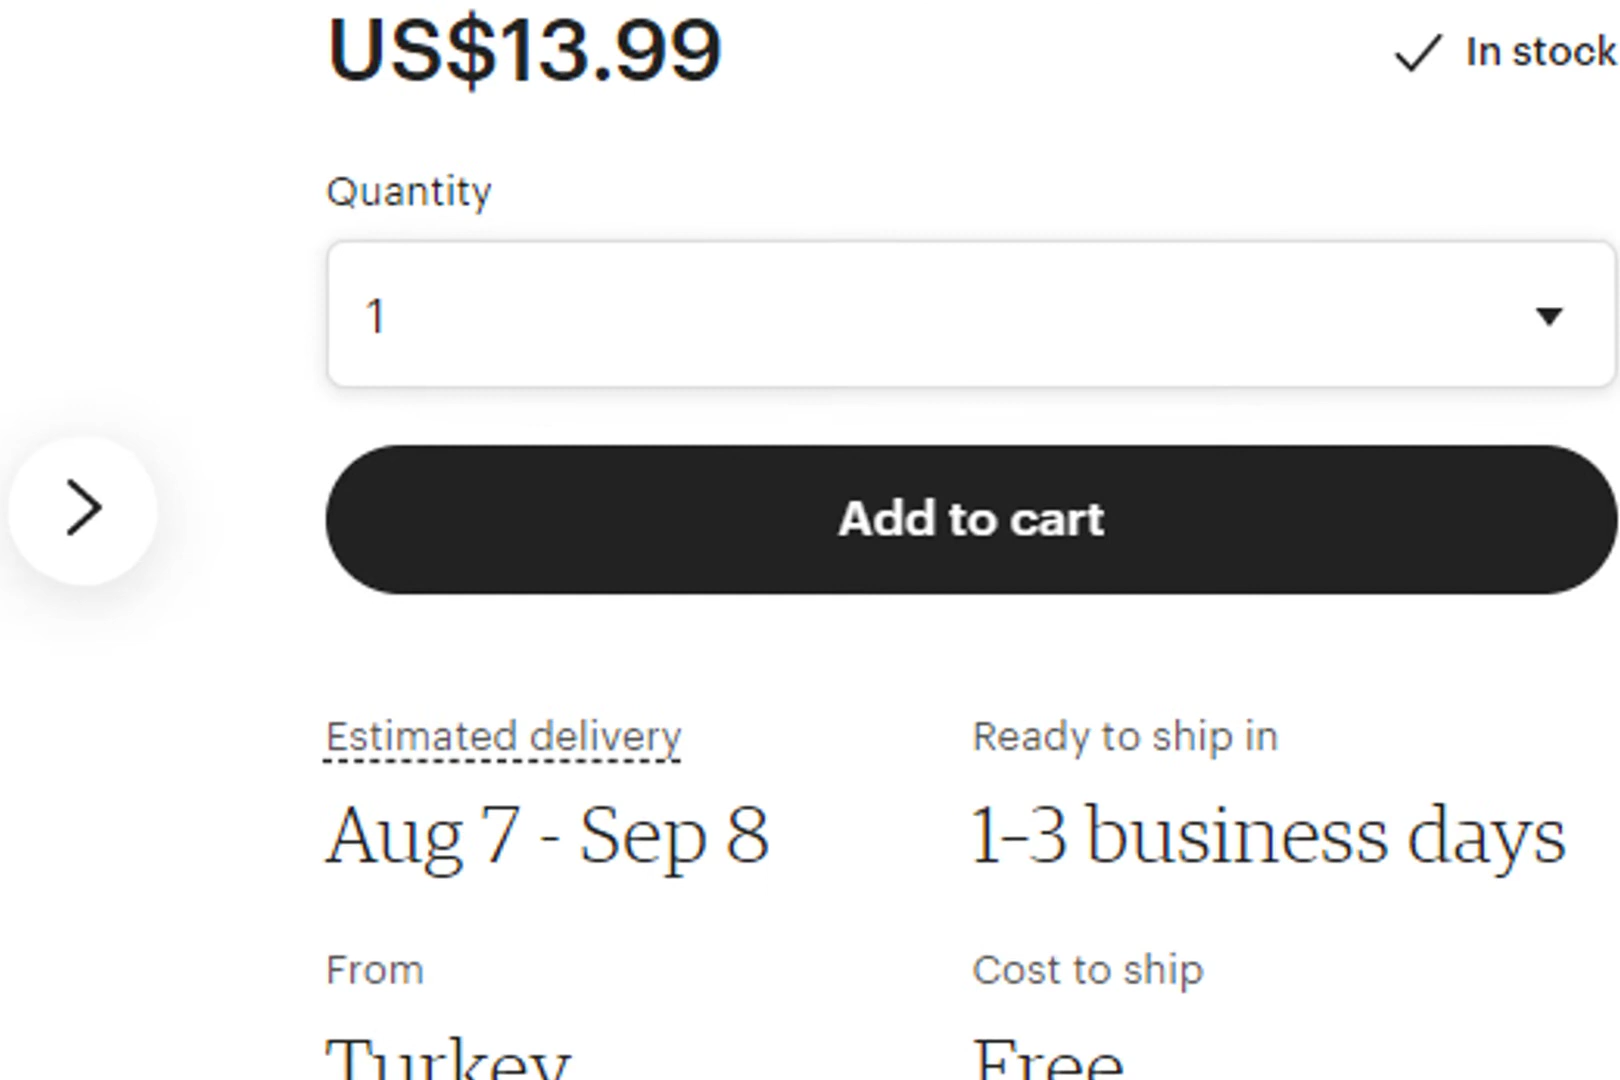 US$13.99
In stock
Quantity
1
Add to cart
Estimated delivery
Ready to ship in
Aug 7 - Sep 8
1-3 business days
From
Cost to ship
Turkey
Free